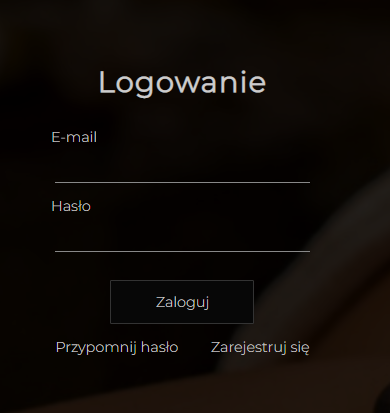 Logowanie
E-mail
Hasło
Zaloguj
Przypomnij hasło Zarejestruj się